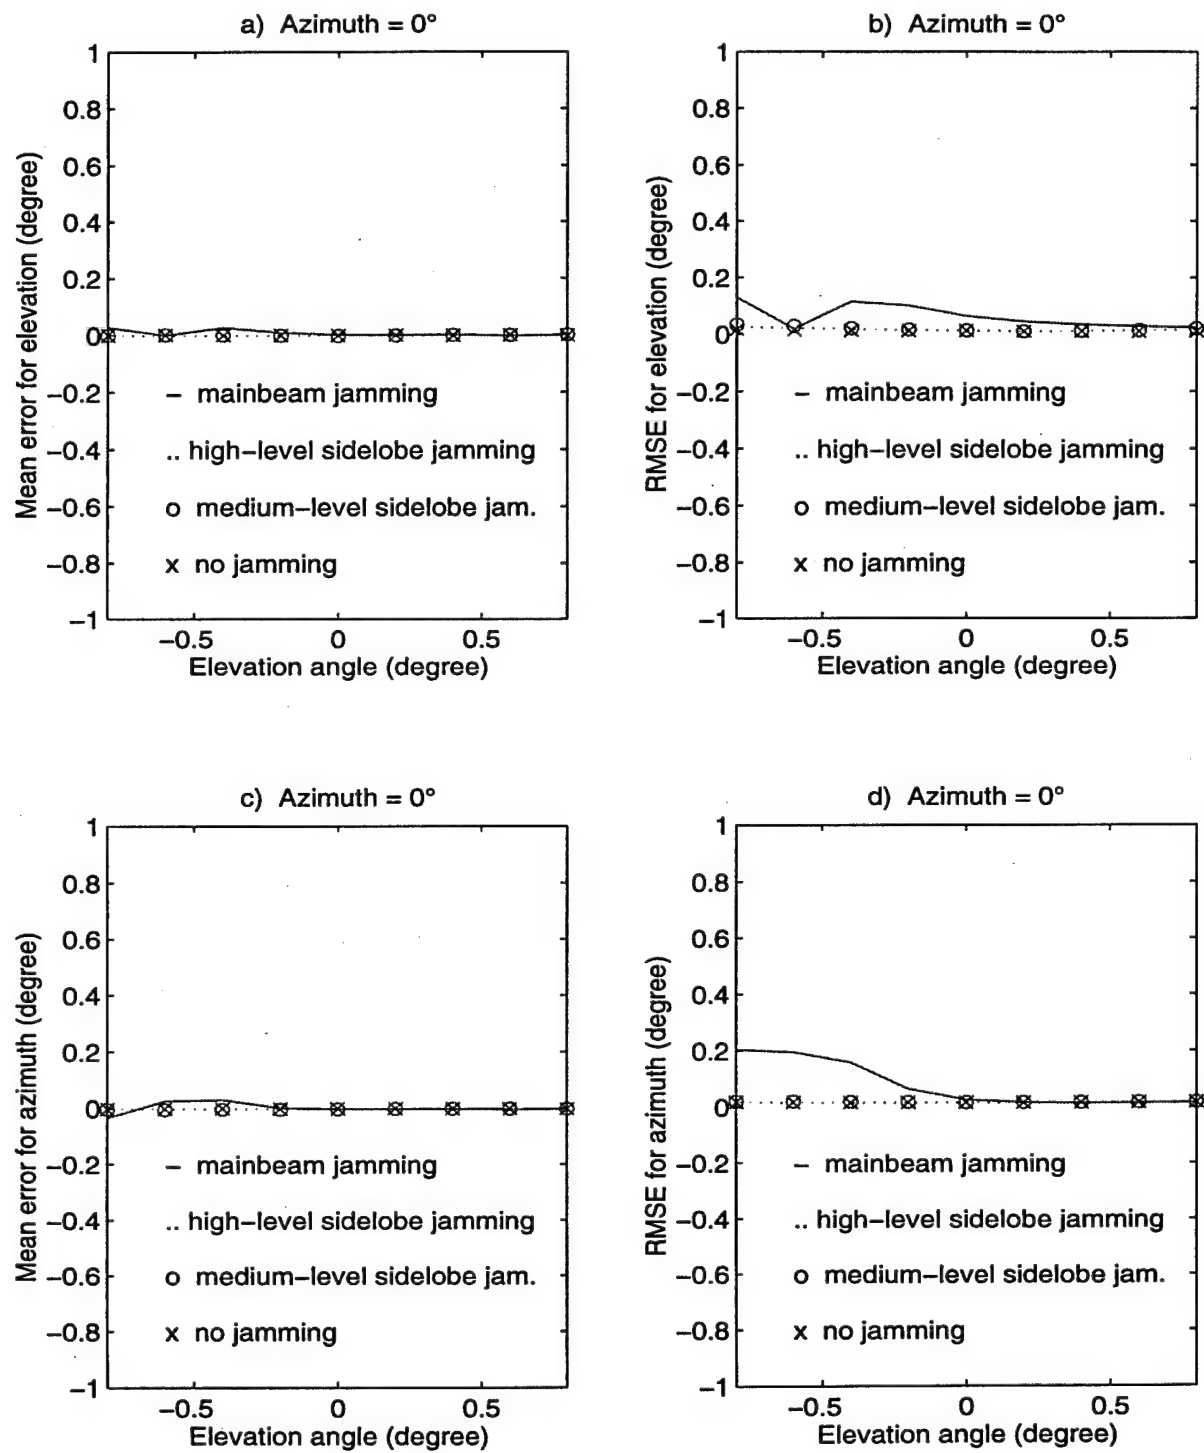 a) Azimuth = 0°
1
0.8
0.6
0.4
0.2
0
−0.2
−0.4
−0.6
−0.8
−1
Mean error for elevation (degree)
– mainbeam jamming
.. high–level sidelobe jamming
o medium–level sidelobe jam.
x no jamming
−0.5 0 0.5
Elevation angle (degree)
b) Azimuth = 0°
1
0.8
0.6
0.4
0.2
0
−0.2
−0.4
−0.6
−0.8
−1
RMSE for elevation (degree)
– mainbeam jamming
.. high–level sidelobe jamming
o medium–level sidelobe jam.
x no jamming
−0.5 0 0.5
Elevation angle (degree)
c) Azimuth = 0°
1
0.8
0.6
0.4
0.2
0
−0.2
−0.4
−0.6
−0.8
−1
Mean error for azimuth (degree)
– mainbeam jamming
.. high–level sidelobe jamming
o medium–level sidelobe jam.
x no jamming
−0.5 0 0.5
Elevation angle (degree)
d) Azimuth = 0°
1
0.8
0.6
0.4
0.2
0
−0.2
−0.4
−0.6
−0.8
−1
RMSE for azimuth (degree)
– mainbeam jamming
.. high–level sidelobe jamming
o medium–level sidelobe jam.
x no jamming
−0.5 0 0.5
Elevation angle (degree)